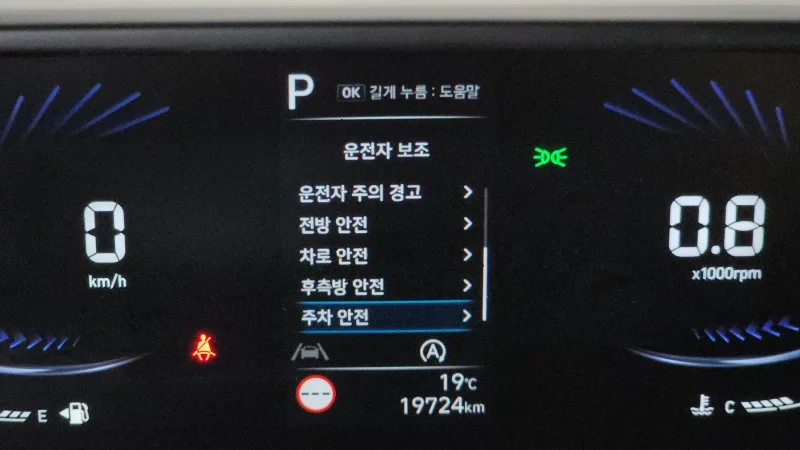 P OK 길게 누름 : 도움말
운전자 보조
운전자 주의 경고
전방 안전
차로 안전
후측방 안전
주차 안전
0
km/h
0.8
x1000rpm
A
---
19℃
19724km
E
C